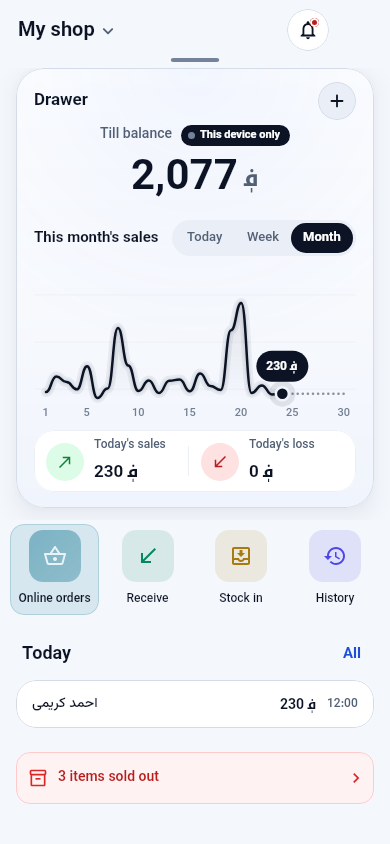 My shop
Drawer
Till balance
This device only
2,077 ؋
This month's sales
Today
Week
Month
230 ؋
1 5 10 15 20 25 30
Today's sales
230 ؋
Today's loss
0 ؋
Online orders
Receive
Stock in
History
Today
All
احمد کریمی
230 ؋
12:00
3 items sold out